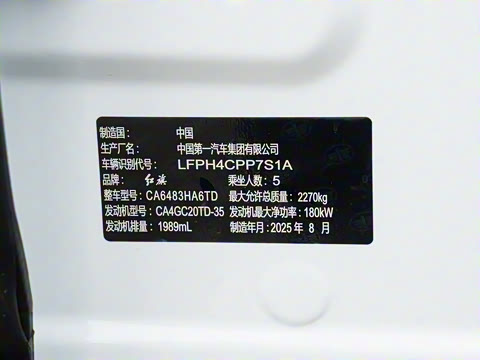 制造国： 中国
生产厂名： 中国第一汽车集团有限公司
车辆识别代号： LFPH4CPP7S1A
品牌： 红旗 乘坐人数：5
整车型号：CA6483HA6TD 最大允许总质量：2270kg
发动机型号：CA4GC20TD-35 发动机最大净功率：180kW
发动机排量：1989mL 制造年月：2025 年 8 月